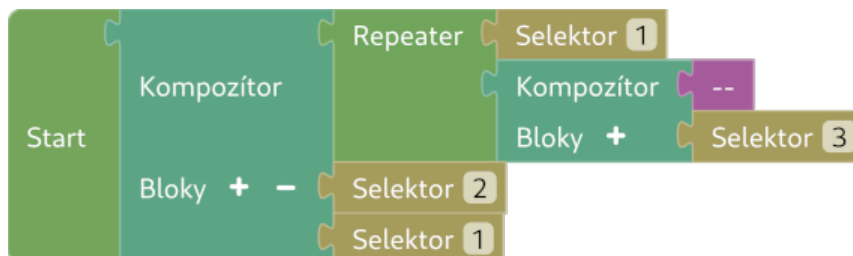 Repeater Selektor 1
Kompozítor Kompozítor --
Start Bloky + Selektor 3
Bloky + - Selektor 2
Selektor 1